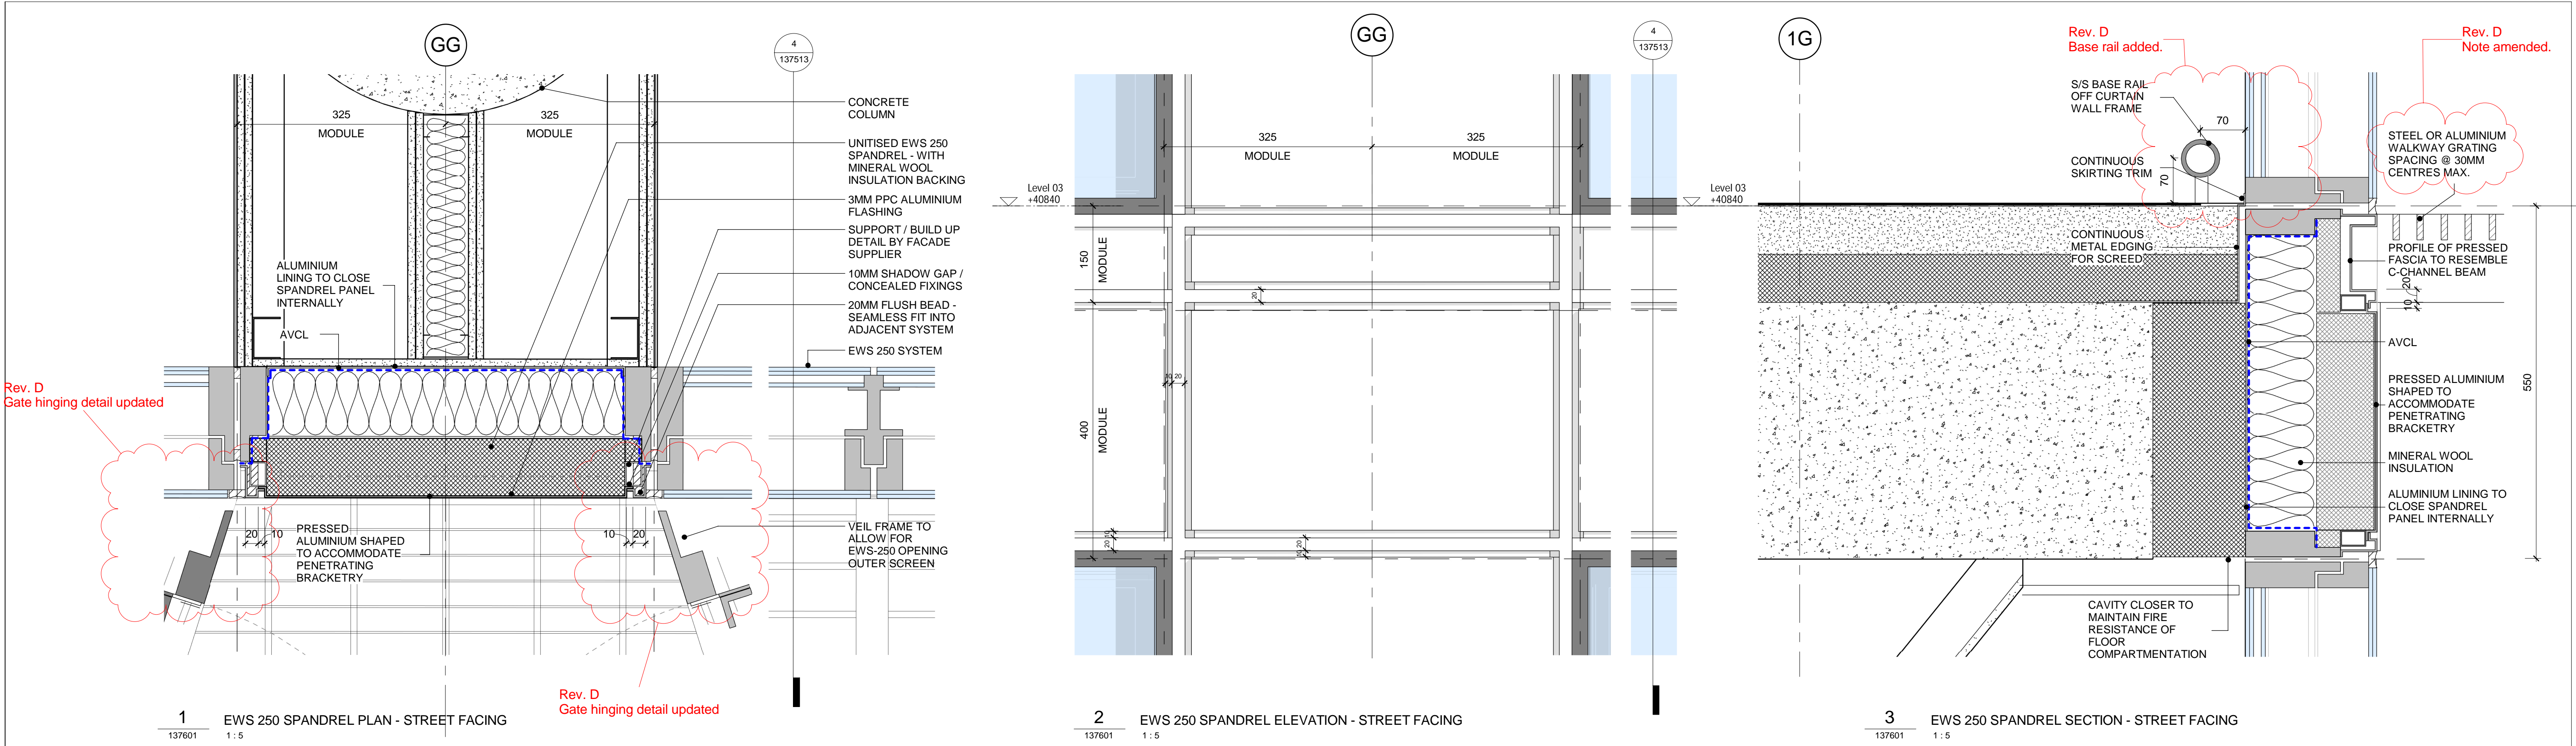 GG
4
137513
325
MODULE
325
MODULE
CONCRETE
COLUMN
UNITISED EWS 250
SPANDREL - WITH
MINERAL WOOL
INSULATION BACKING
3MM PPC ALUMINIUM
FLASHING
SUPPORT / BUILD UP
DETAIL BY FACADE
SUPPLIER
10MM SHADOW GAP /
CONCEALED FIXINGS
20MM FLUSH BEAD -
SEAMLESS FIT INTO
ADJACENT SYSTEM
EWS 250 SYSTEM
ALUMINIUM
LINING TO CLOSE
SPANDREL PANEL
INTERNALLY
AVCL
Rev. D
Gate hinging detail updated
20
10
10
20
PRESSED
ALUMINIUM SHAPED
TO ACCOMMODATE
PENETRATING
BRACKETRY
VEIL FRAME TO
ALLOW FOR
EWS-250 OPENING
OUTER SCREEN
Rev. D
Gate hinging detail updated
1
137601
EWS 250 SPANDREL PLAN - STREET FACING
1 : 5
GG
4
137513
325
MODULE
325
MODULE
Level 03
+40840
Level 03
+40840
150
MODULE
20
10 20
400
MODULE
20 10
10 20
2
137601
EWS 250 SPANDREL ELEVATION - STREET FACING
1 : 5
1G
Rev. D
Base rail added.
Rev. D
Note amended.
S/S BASE RAIL
OFF CURTAIN
WALL FRAME
70
CONTINUOUS
SKIRTING TRIM
70
STEEL OR ALUMINIUM
WALKWAY GRATING
SPACING @ 30MM
CENTRES MAX.
CONTINUOUS
METAL EDGING
FOR SCREED
PROFILE OF PRESSED
FASCIA TO RESEMBLE
C-CHANNEL BEAM
10 20
AVCL
550
PRESSED ALUMINIUM
SHAPED TO
ACCOMMODATE
PENETRATING
BRACKETRY
MINERAL WOOL
INSULATION
ALUMINIUM LINING TO
CLOSE SPANDREL
PANEL INTERNALLY
CAVITY CLOSER TO
MAINTAIN FIRE
RESISTANCE OF
FLOOR
COMPARTMENTATION
3
137601
EWS 250 SPANDREL SECTION - STREET FACING
1 : 5